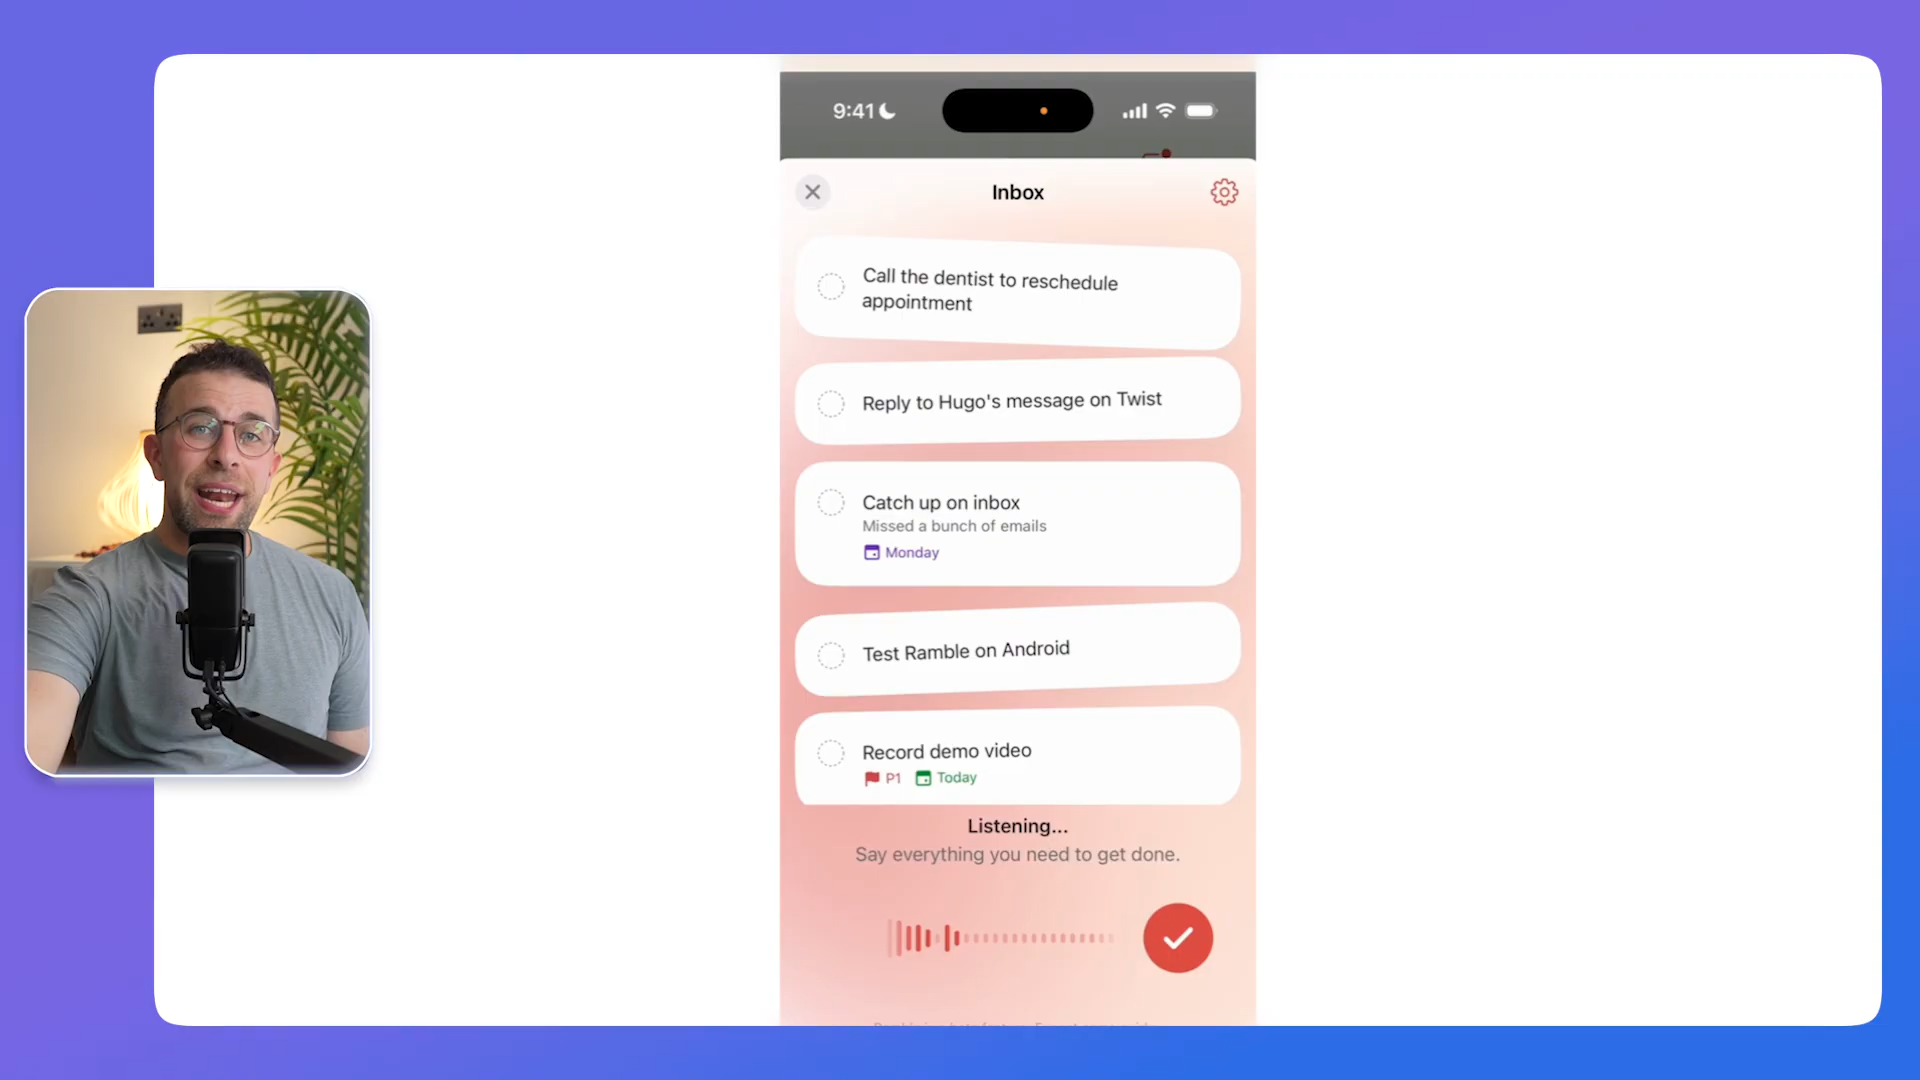 9:41
Inbox
Call the dentist to reschedule
appointment
Reply to Hugo's message on Twist
Catch up on inbox
Missed a bunch of emails
Monday
Test Ramble on Android
Record demo video
P1 Today
Listening...
Say everything you need to get done.